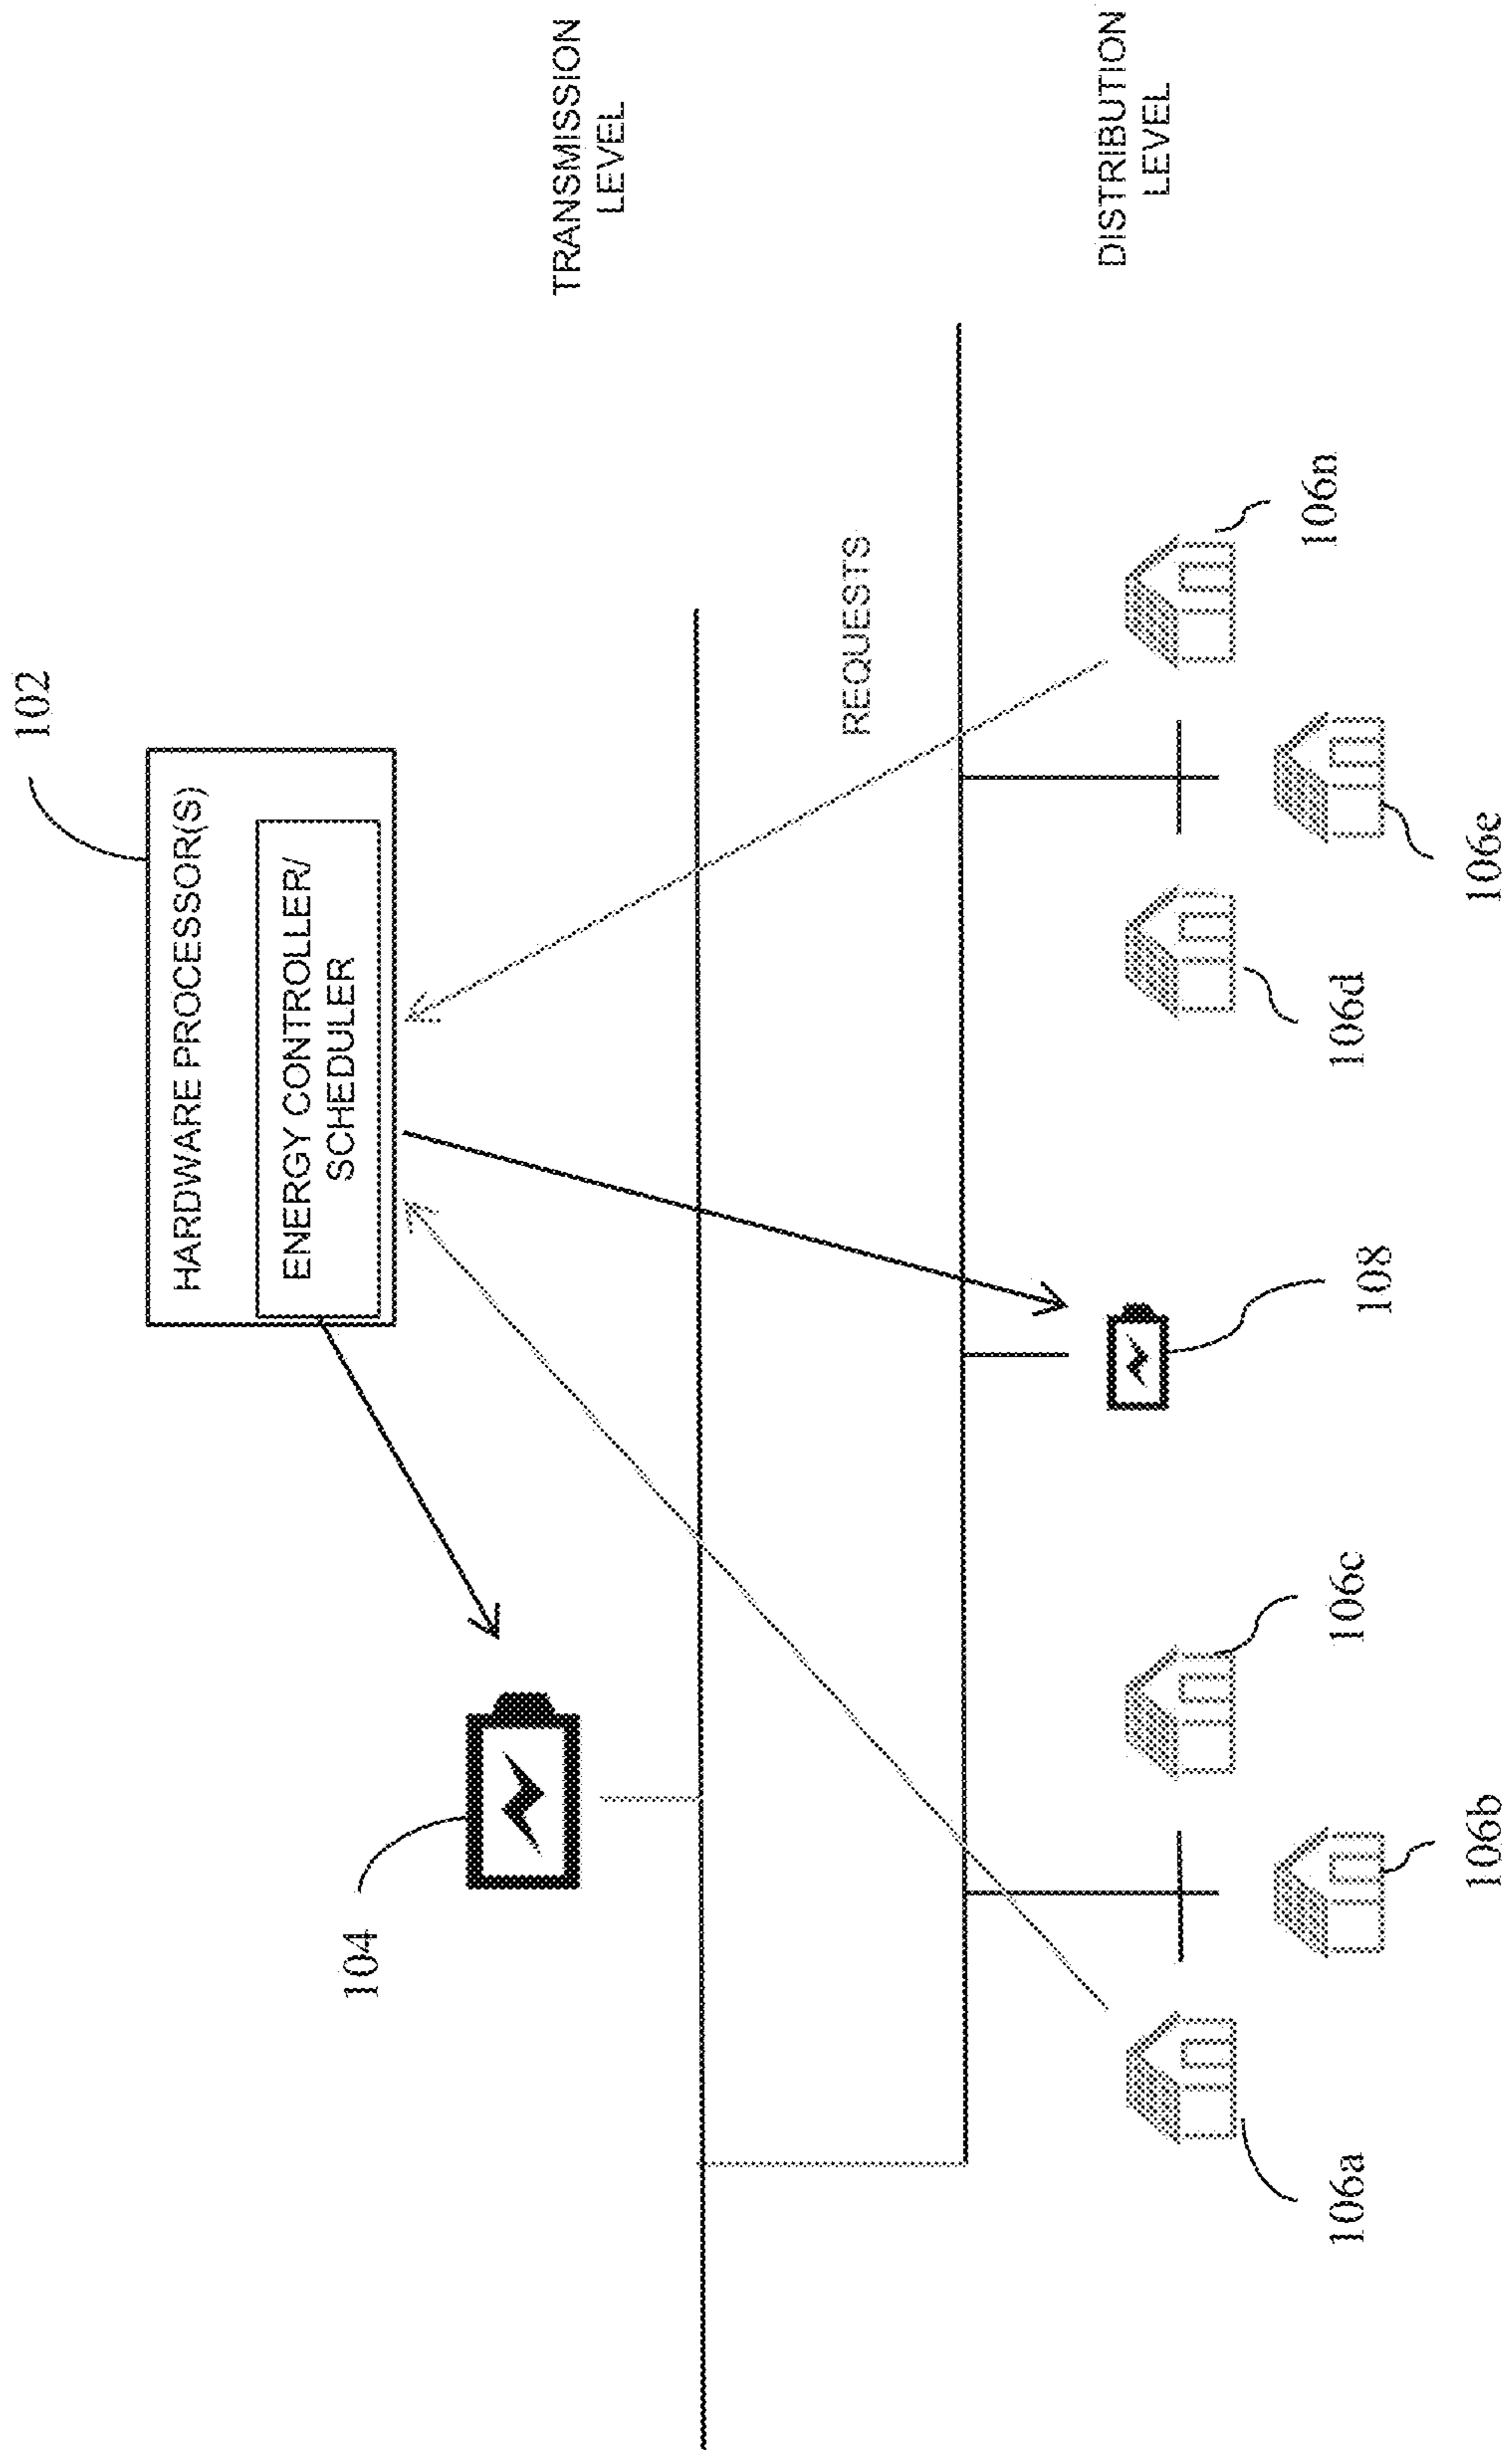 102
HARDWARE PROCESSOR(S)
ENERGY CONTROLLER/
SCHEDULER
104
TRANSMISSION
LEVEL
REQUESTS
DISTRIBUTION
LEVEL
106a
106b
106c
108
106d
106e
106n